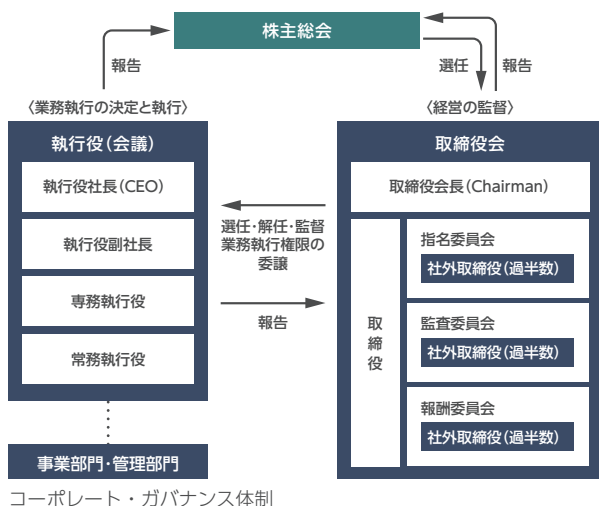 株主総会
報告
選任
報告
〈業務執行の決定と執行〉
〈経営の監督〉
執行役(会議)
執行役社長(CEO)
執行役副社長
専務執行役
常務執行役
事業部門・管理部門
選任・解任・監督
業務執行権限の
委譲
報告
取締役会
取締役会長(Chairman)
取締役
指名委員会
社外取締役(過半数)
監査委員会
社外取締役(過半数)
報酬委員会
社外取締役(過半数)
コーポレート・ガバナンス体制